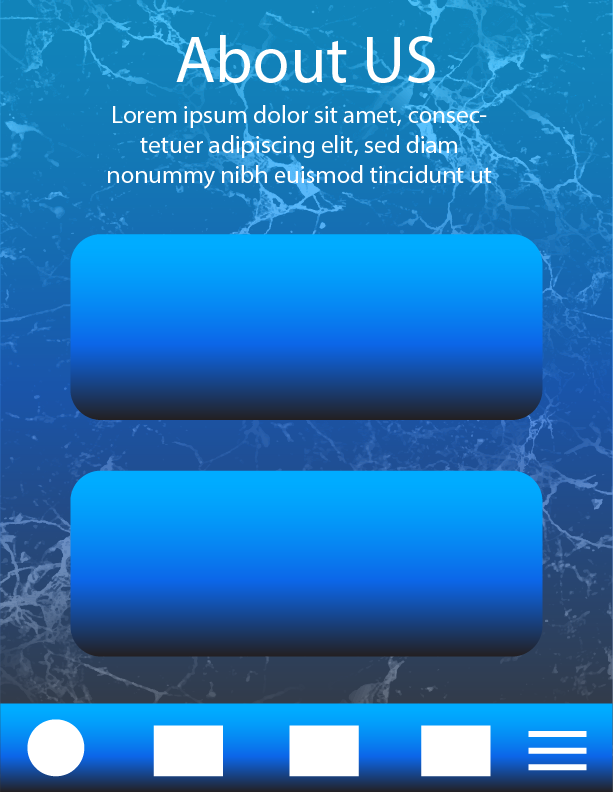 About US
Lorem ipsum dolor sit amet, consec-
tetuer adipiscing elit, sed diam
nonummy nibh euismod tincidunt ut